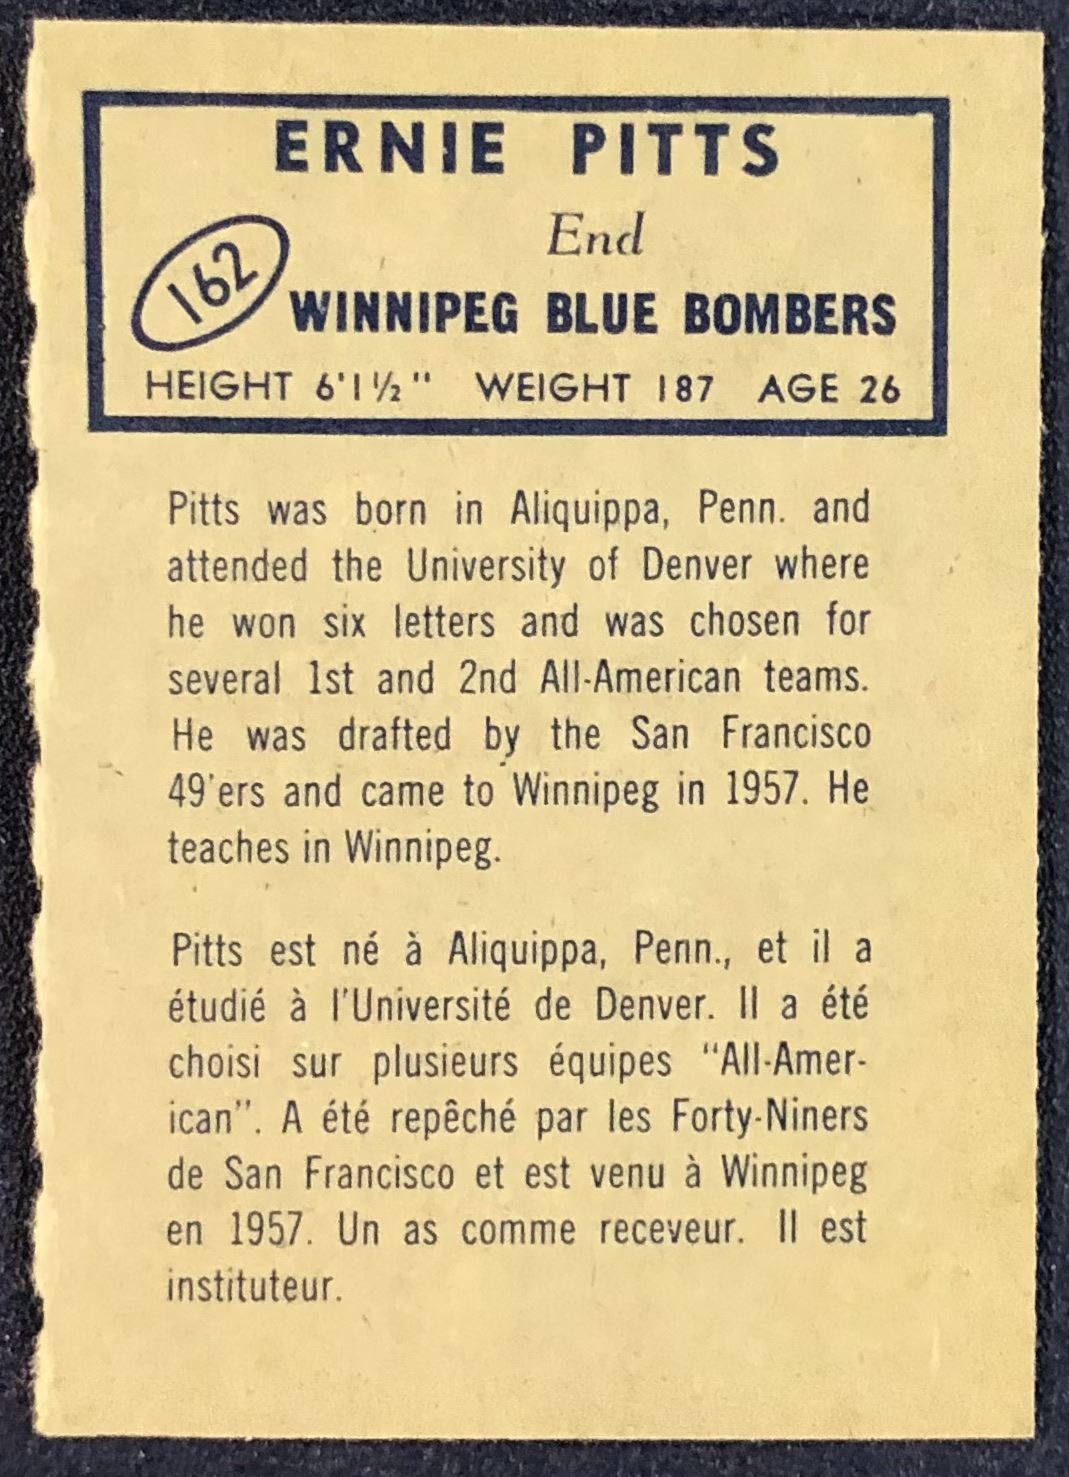 ERNIE PITTS
End
162
WINNIPEG BLUE BOMBERS
HEIGHT 6'1½" WEIGHT 187 AGE 26
Pitts was born in Aliquippa, Penn. and
attended the University of Denver where
he won six letters and was chosen for
several 1st and 2nd All-American teams.
He was drafted by the San Francisco
49'ers and came to Winnipeg in 1957. He
teaches in Winnipeg.
Pitts est né à Aliquippa, Penn., et il a
étudié à l'Université de Denver. Il a été
choisi sur plusieurs équipes "All-Amer-
ican". A été repêché par les Forty-Niners
de San Francisco et est venu à Winnipeg
en 1957. Un as comme receveur. Il est
instituteur.